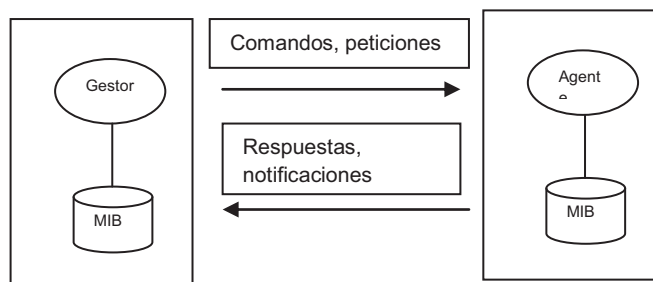 Comandos, peticiones
Gestor
Agent
e
Respuestas,
notificaciones
MIB
MIB